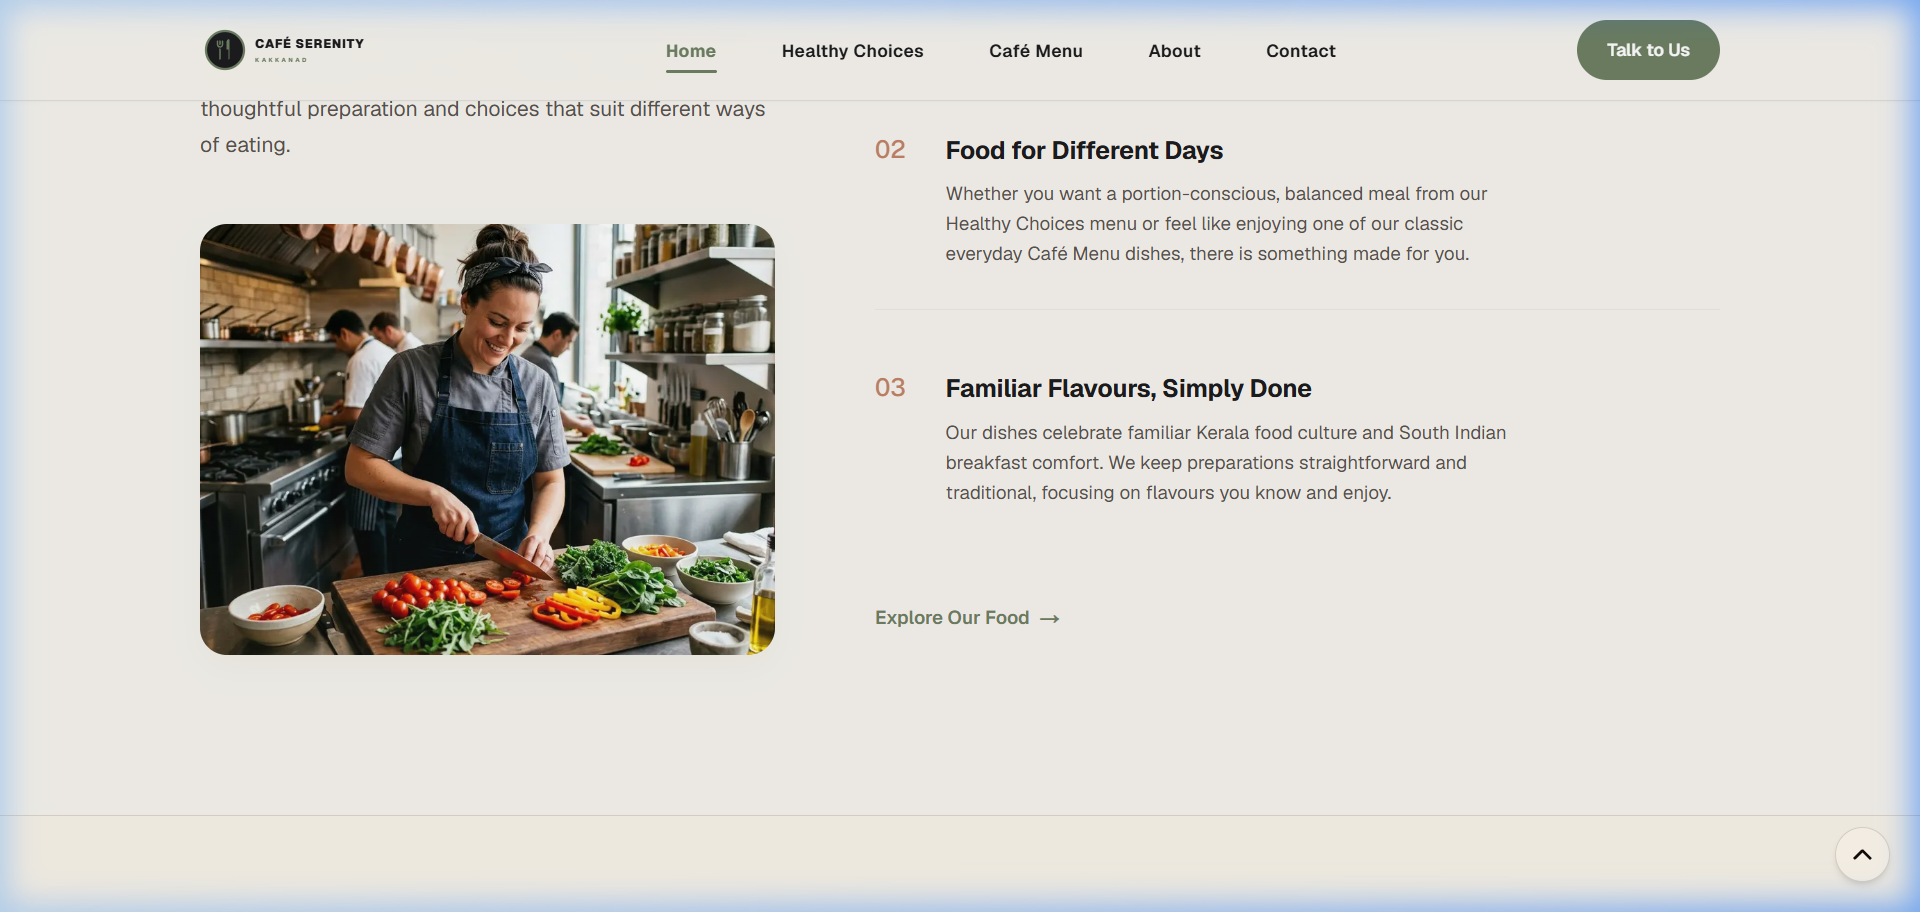 CAFÉ SERENITY
KAKKANAD
Home
Healthy Choices
Café Menu
About
Contact
Talk to Us
thoughtful preparation and choices that suit different ways
of eating.
02
Food for Different Days
Whether you want a portion-conscious, balanced meal from our
Healthy Choices menu or feel like enjoying one of our classic
everyday Café Menu dishes, there is something made for you.
03
Familiar Flavours, Simply Done
Our dishes celebrate familiar Kerala food culture and South Indian
breakfast comfort. We keep preparations straightforward and
traditional, focusing on flavours you know and enjoy.
Explore Our Food →